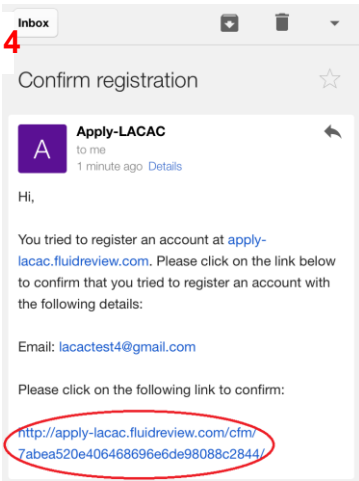 Inbox
4
Confirm registration
A
Apply-LACAC
to me
1 minute ago Details
Hi,
You tried to register an account at apply-
lacac.fluidreview.com. Please click on the link below
to confirm that you tried to register an account with
the following details:
Email: lacactest4@gmail.com
Please click on the following link to confirm:
http://apply-lacac.fluidreview.com/cfm/
7abea520e406468696e6de98088c2844/